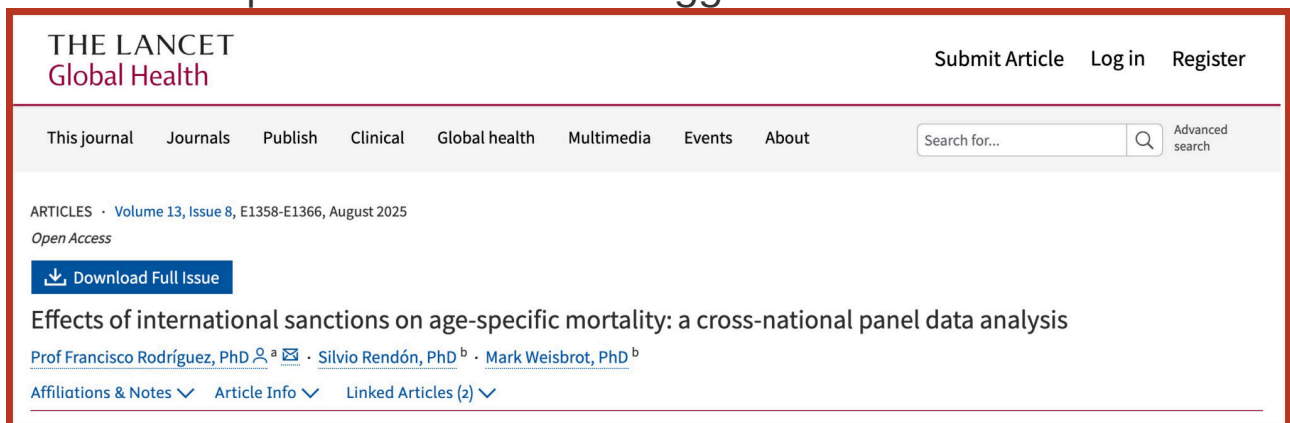 THE LANCET
Global Health
Submit Article Log in Register
This journal Journals Publish Clinical Global health Multimedia Events About
Search for...
Advanced
search
ARTICLES · Volume 13, Issue 8, E1358-E1366, August 2025
Open Access
Download Full Issue
Effects of international sanctions on age-specific mortality: a cross-national panel data analysis
Prof Francisco Rodríguez, PhD a · Silvio Rendón, PhD b · Mark Weisbrot, PhD b
Affiliations & Notes Article Info Linked Articles (2)